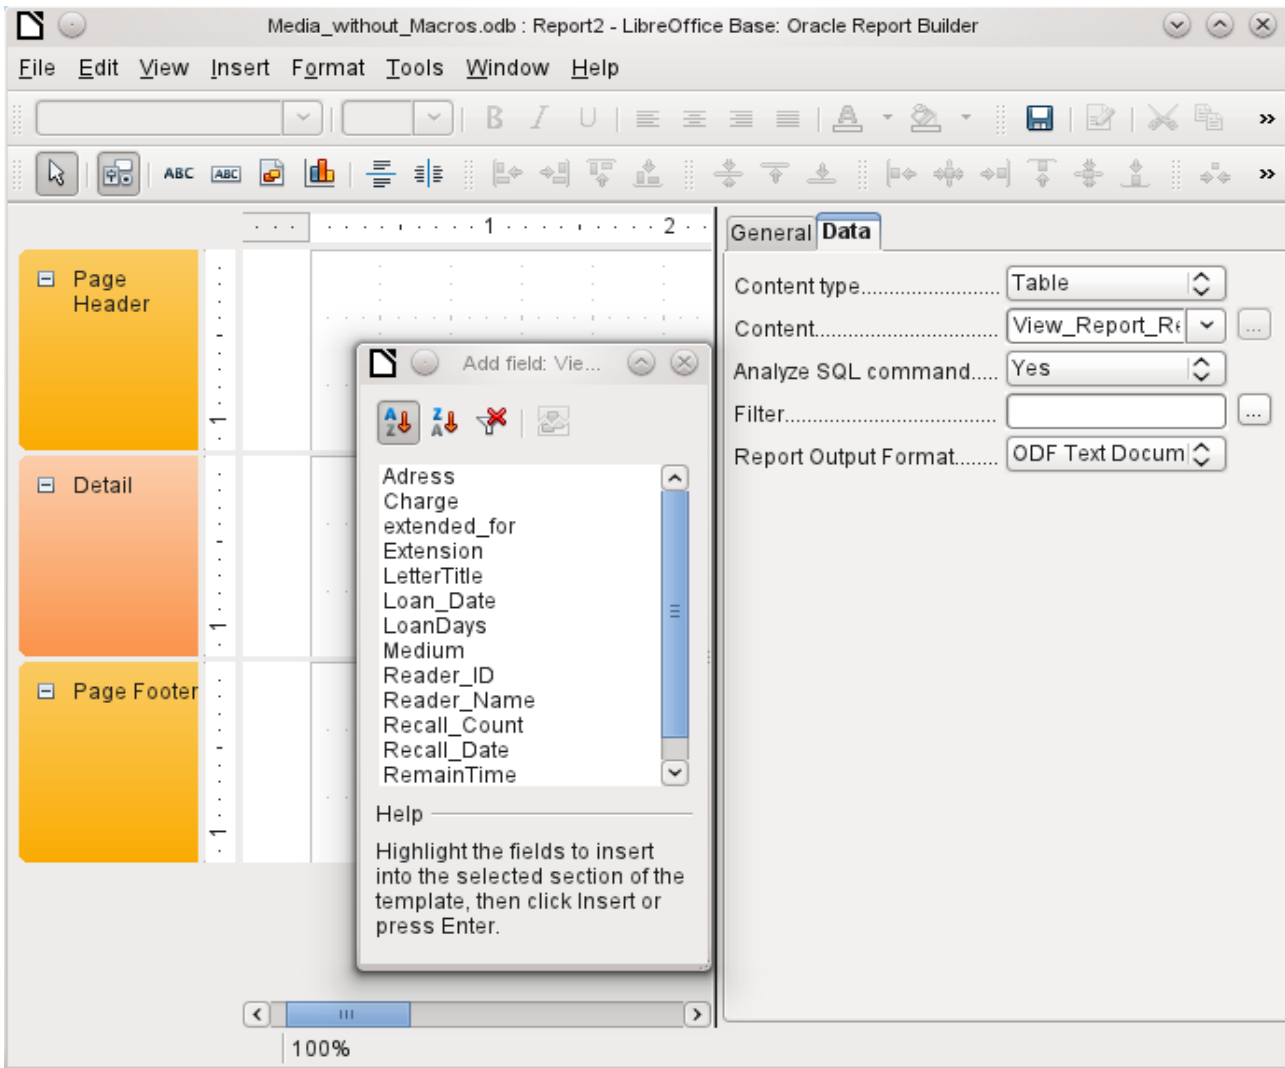 Media_without_Macros.odb : Report2 - LibreOffice Base: Oracle Report Builder
File Edit View Insert Format Tools Window Help
B I U A
ABC ABC
1 2
General Data
Page Header
Content type....................... Table
Content............................. View_Report_Re
Analyze SQL command..... Yes
Filter...................................
Report Output Format....... ODF Text Docum
1
Add field: Vie...
A Z Z A
Detail
1
Page Footer
1
Adress
Charge
extended_for
Extension
LetterTitle
Loan_Date
LoanDays
Medium
Reader_ID
Reader_Name
Recall_Count
Recall_Date
RemainTime
Help
Highlight the fields to insert
into the selected section of the
template, then click Insert or
press Enter.
100%